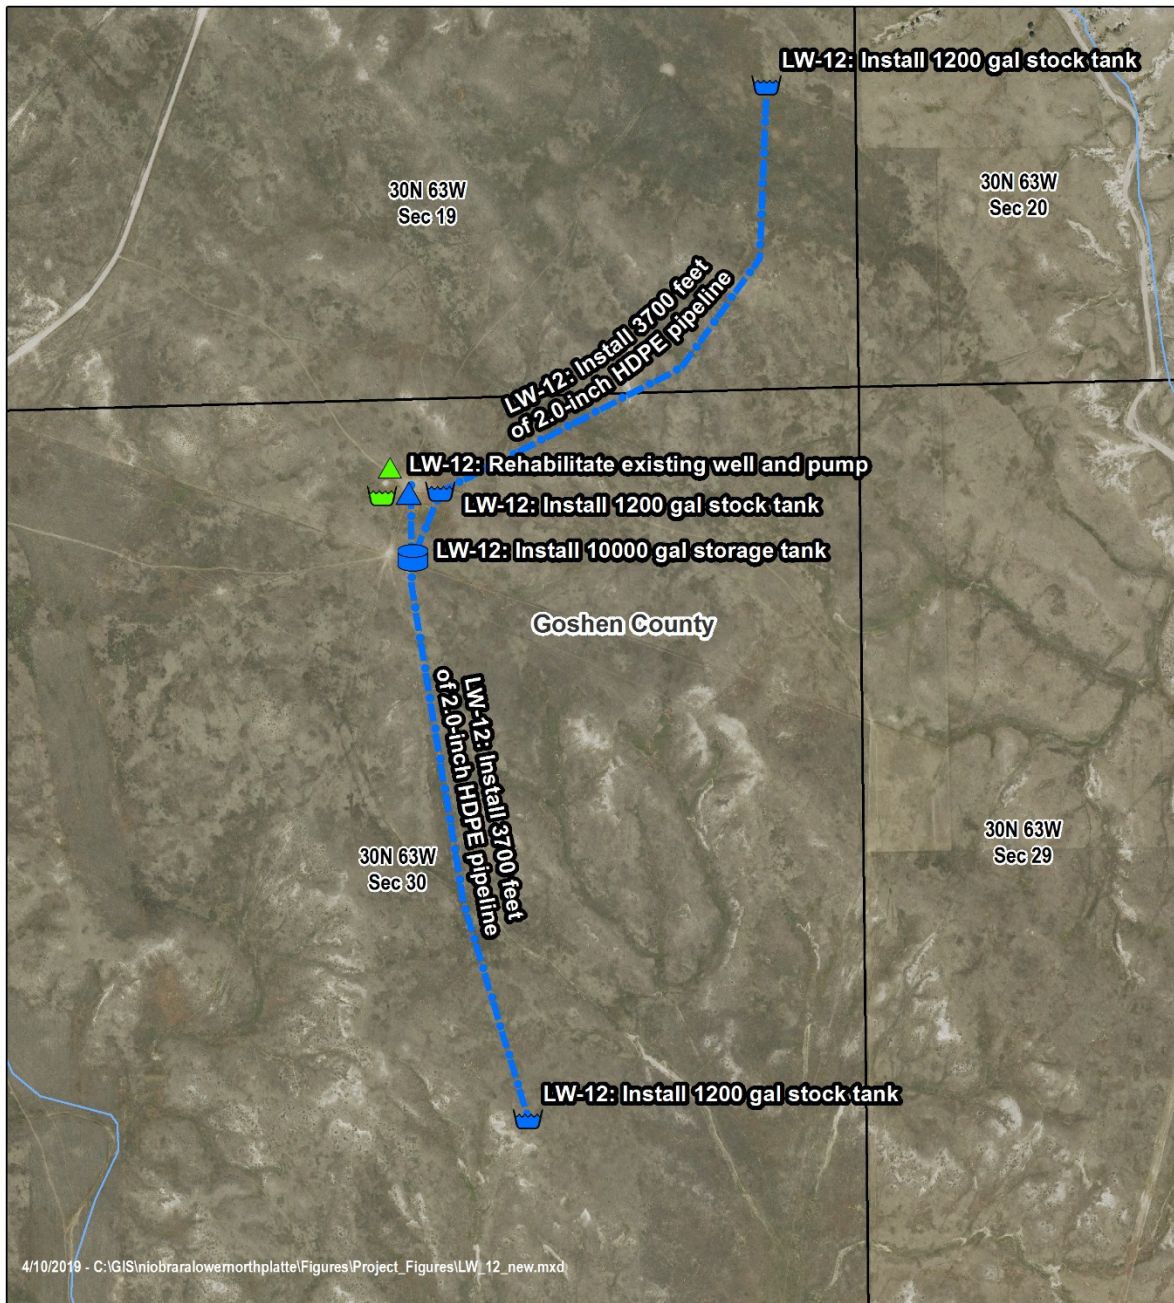 LW-12: Install 1200 gal stock tank
30N 63W
Sec 19
30N 63W
Sec 20
LW-12: Install 3700 feet
of 2.0-inch HDPE pipeline
LW-12: Rehabilitate existing well and pump
LW-12: Install 1200 gal stock tank
LW-12: Install 10000 gal storage tank
Goshen County
LW-12: Install 3700 feet
of 2.0-inch HDPE pipeline
30N 63W
Sec 30
30N 63W
Sec 29
LW-12: Install 1200 gal stock tank
4/10/2019 - C:\GIS\niobraralowernorthplatte\Figures\Project_Figures\LW_12_new.mxd